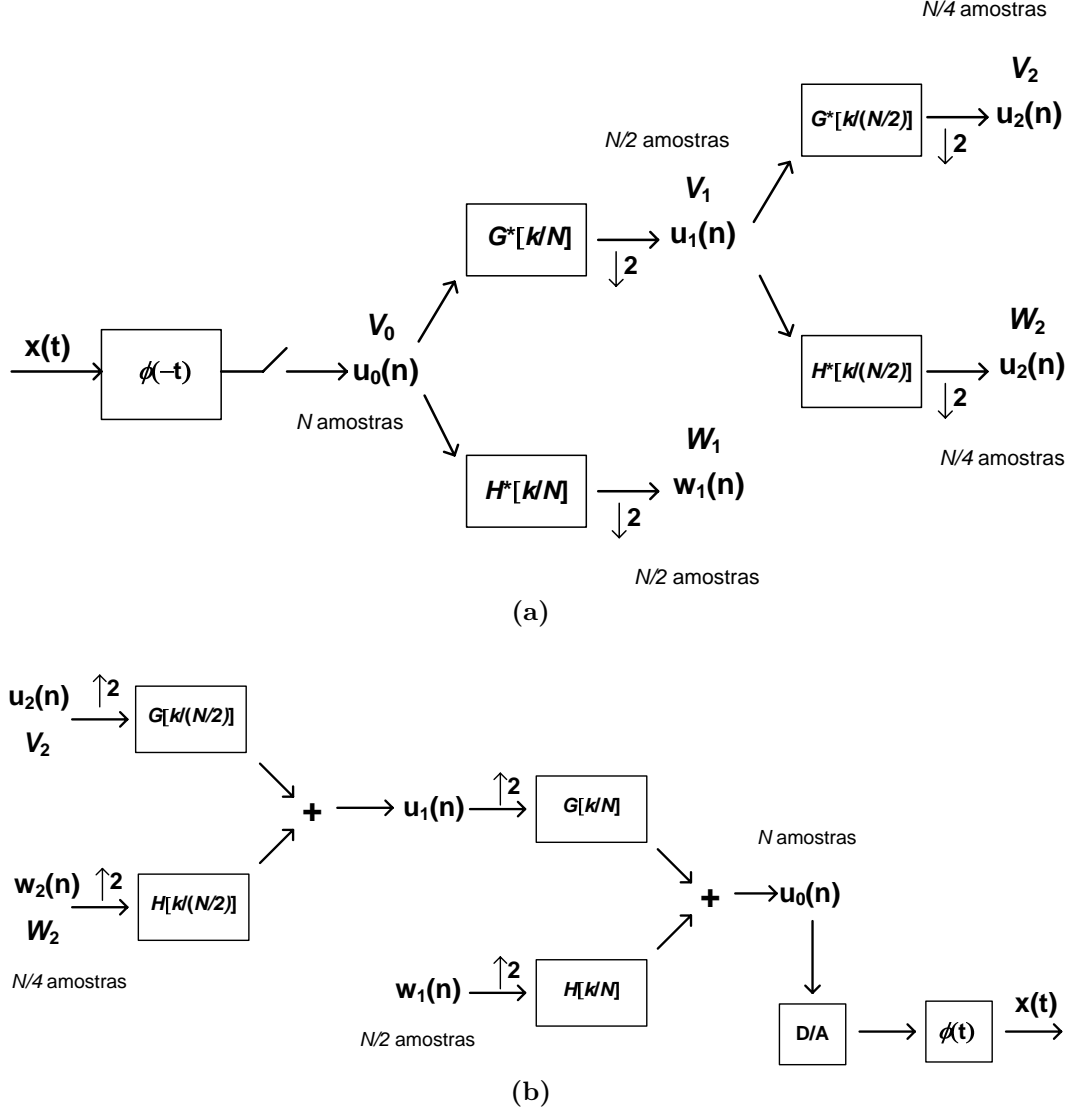 N/4 amostras
V2
G*[k/(N/2)]
u2(n)
↓2
N/2 amostras
V1
G*[k/N]
u1(n)
↓2
V0
W2
x(t)
ϕ(−t)
u0(n)
H*[k/(N/2)]
u2(n)
↓2
N amostras
W1
N/4 amostras
H*[k/N]
w1(n)
↓2
N/2 amostras
(a)
u2(n)
↑2
G[k/(N/2)]
V2
+
u1(n)
↑2
G[k/N]
N amostras
w2(n)
↑2
H[k/(N/2)]
W2
+
u0(n)
N/4 amostras
w1(n)
↑2
H[k/N]
N/2 amostras
D/A
ϕ(t)
x(t)
(b)